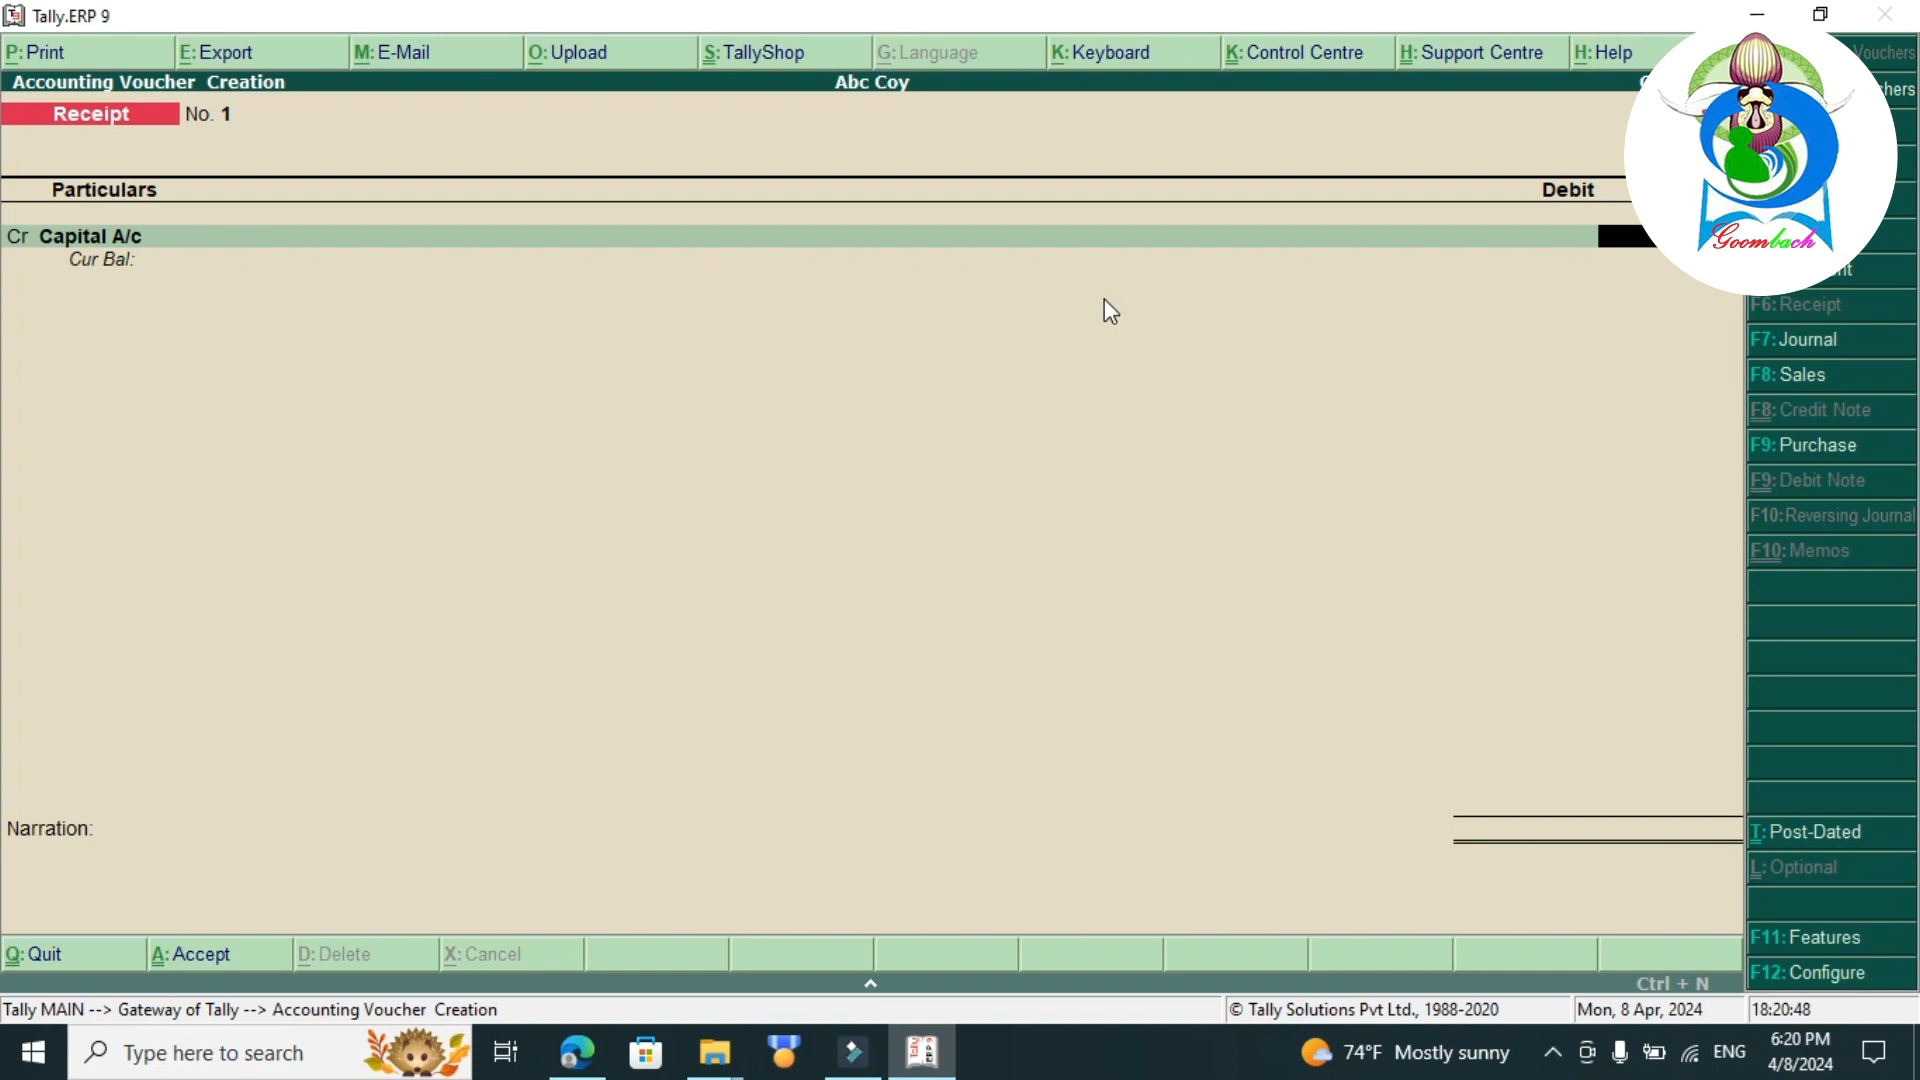 Tally.ERP 9
P: Print E: Export M: E-Mail O: Upload S: TallyShop G: Language K: Keyboard K: Control Centre H: Support Centre H: Help
Vouchers
Accounting Voucher Creation Abc Coy
Receipt No. 1
Particulars Debit
Cr Capital A/c
Cur Bal:
Goombach
F6: Receipt
F7: Journal
F8: Sales
F8: Credit Note
F9: Purchase
F9: Debit Note
F10: Reversing Journal
F10: Memos
Narration:
T: Post-Dated
L: Optional
F11: Features
F12: Configure
Q: Quit A: Accept D: Delete X: Cancel
Ctrl + N
Tally MAIN --> Gateway of Tally --> Accounting Voucher Creation © Tally Solutions Pvt Ltd., 1988-2020 Mon, 8 Apr, 2024 18:20:48
Type here to search 74°F Mostly sunny ENG 6:20 PM
4/8/2024